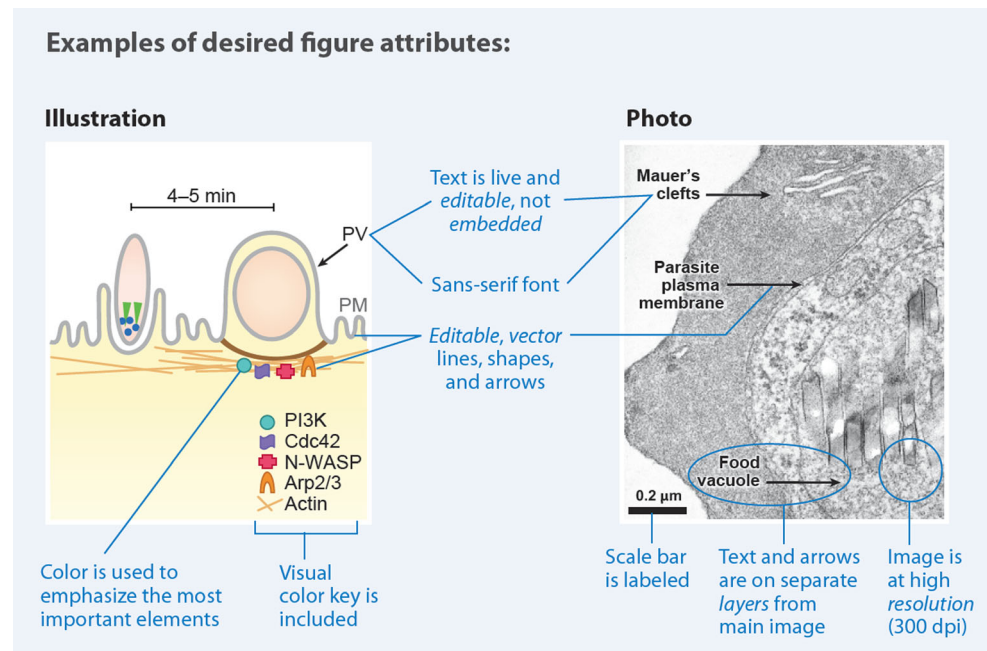 Examples of desired figure attributes:
Illustration
Photo
4–5 min
PV
PM
PI3K
Cdc42
N-WASP
Arp2/3
Actin
Text is live and
editable, not
embedded
Sans-serif font
Editable, vector
lines, shapes,
and arrows
Mauer's
clefts
Parasite
plasma
membrane
Food
vacuole
0.2 μm
Color is used to
emphasize the most
important elements
Visual
color key is
included
Scale bar
is labeled
Text and arrows
are on separate
layers from
main image
Image is
at high
resolution
(300 dpi)